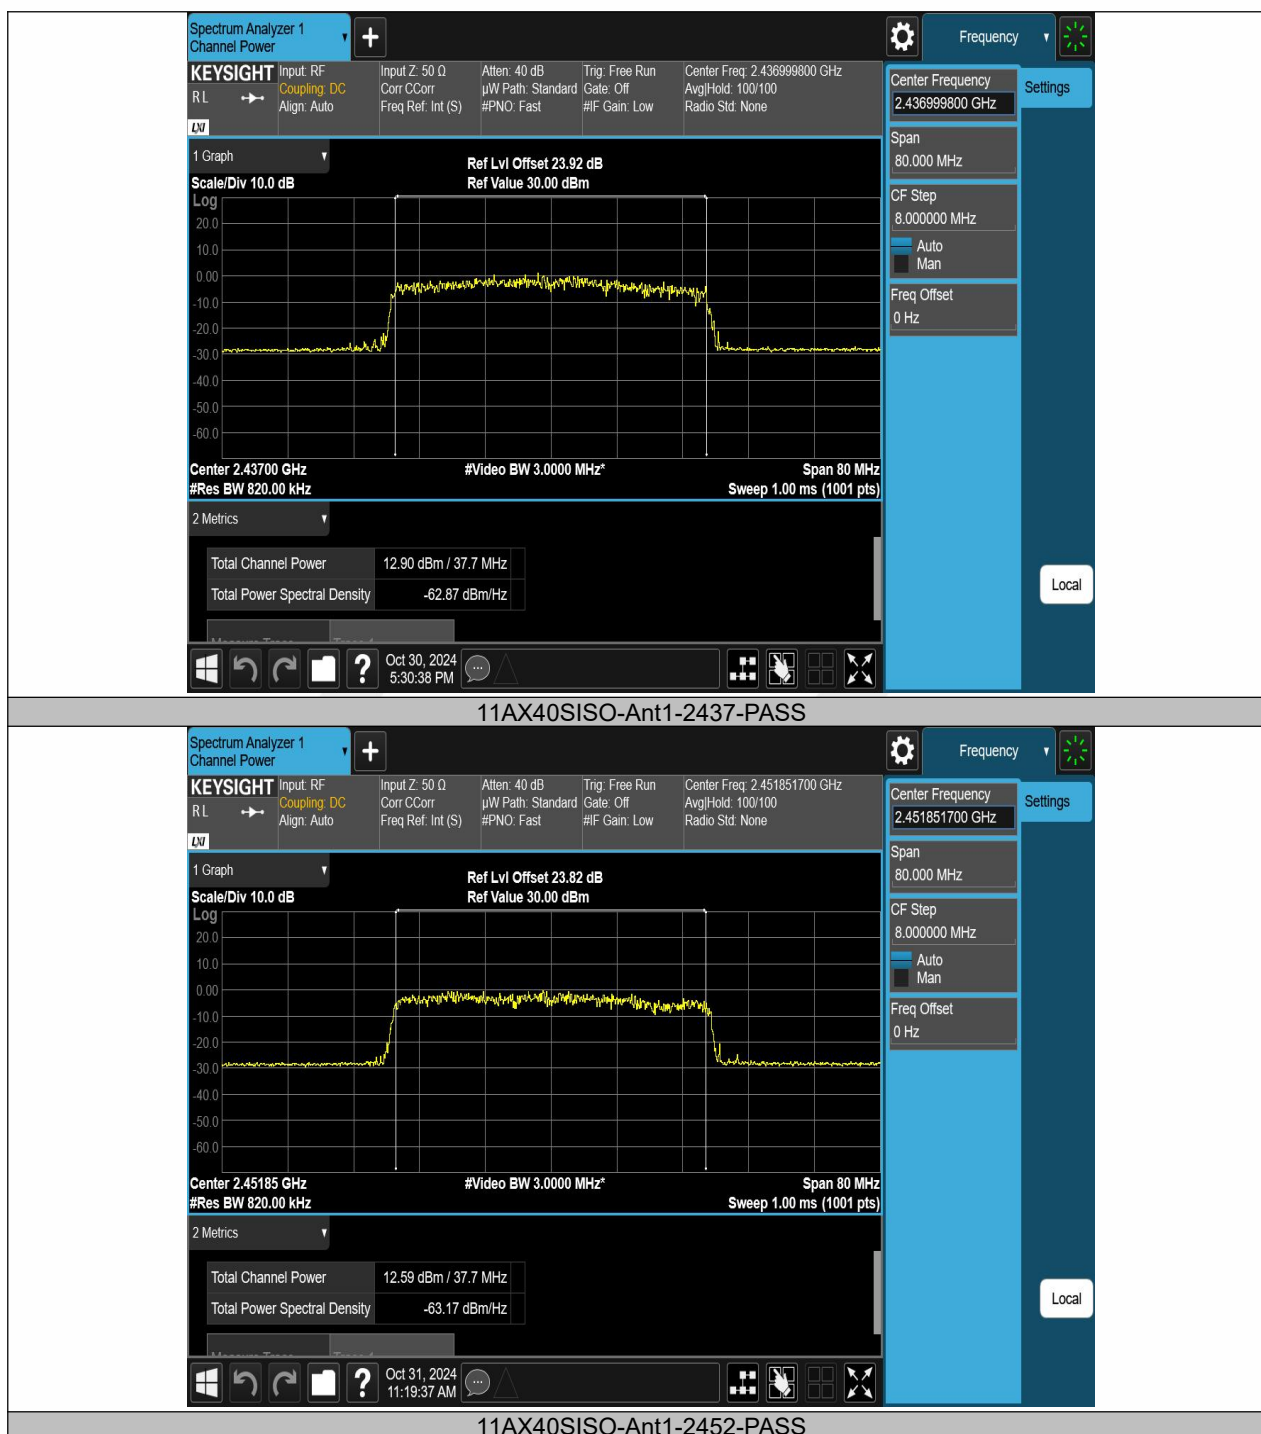 Spectrum Analyzer 1
Channel Power
Frequency
KEYSIGHT
R L
LXI
Input: RF
Coupling: DC
Align: Auto
Input Z: 50 Ω
Corr CCorr
Freq Ref: Int (S)
Atten: 40 dB
µW Path: Standard
#PNO: Fast
Trig: Free Run
Gate: Off
#IF Gain: Low
Center Freq: 2.436999800 GHz
Avg|Hold: 100/100
Radio Std: None
Center Frequency
2.436999800 GHz
Settings
Span
80.000 MHz
CF Step
8.000000 MHz
Auto
Man
Freq Offset
0 Hz
Local
1 Graph
Scale/Div 10.0 dB
Ref Lvl Offset 23.92 dB
Ref Value 30.00 dBm
Log
20.0
10.0
0.00
-10.0
-20.0
-30.0
-40.0
-50.0
-60.0
Center 2.43700 GHz
#Res BW 820.00 kHz
#Video BW 3.0000 MHz*
Span 80 MHz
Sweep 1.00 ms (1001 pts)
2 Metrics
Total Channel Power 12.90 dBm / 37.7 MHz
Total Power Spectral Density -62.87 dBm/Hz
?
Oct 30, 2024
5:30:38 PM
11AX40SISO-Ant1-2437-PASS
Spectrum Analyzer 1
Channel Power
Frequency
KEYSIGHT
R L
LXI
Input: RF
Coupling: DC
Align: Auto
Input Z: 50 Ω
Corr CCorr
Freq Ref: Int (S)
Atten: 40 dB
µW Path: Standard
#PNO: Fast
Trig: Free Run
Gate: Off
#IF Gain: Low
Center Freq: 2.451851700 GHz
Avg|Hold: 100/100
Radio Std: None
Center Frequency
2.451851700 GHz
Settings
Span
80.000 MHz
CF Step
8.000000 MHz
Auto
Man
Freq Offset
0 Hz
Local
1 Graph
Scale/Div 10.0 dB
Ref Lvl Offset 23.82 dB
Ref Value 30.00 dBm
Log
20.0
10.0
0.00
-10.0
-20.0
-30.0
-40.0
-50.0
-60.0
Center 2.45185 GHz
#Res BW 820.00 kHz
#Video BW 3.0000 MHz*
Span 80 MHz
Sweep 1.00 ms (1001 pts)
2 Metrics
Total Channel Power 12.59 dBm / 37.7 MHz
Total Power Spectral Density -63.17 dBm/Hz
?
Oct 31, 2024
11:19:37 AM
11AX40SISO-Ant1-2452-PASS